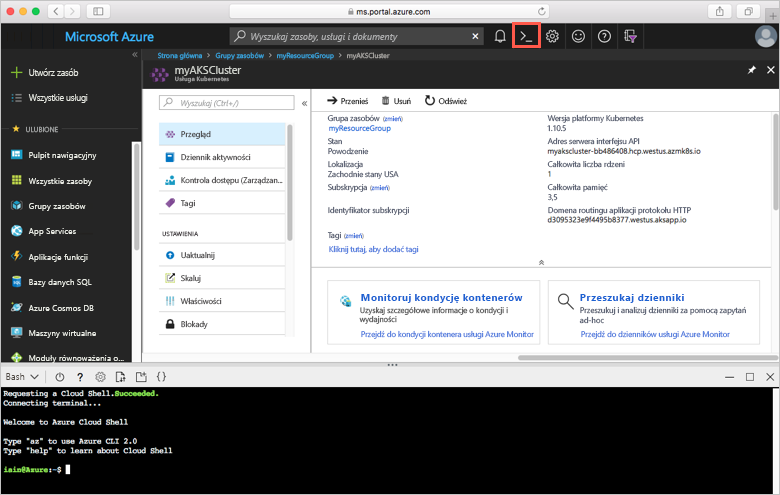 ms.portal.azure.com
Microsoft Azure
Wyszukaj zasoby, usługi i dokumenty
Strona główna > Grupy zasobów > myResourceGroup > myAKSCluster
myAKSCluster
Usługa Kubernetes
Utwórz zasób
Wszystkie usługi
ULUBIONE
Pulpit nawigacyjny
Wszystkie zasoby
Grupy zasobów
App Services
Aplikacje funkcji
Bazy danych SQL
Azure Cosmos DB
Maszyny wirtualne
Moduły równoważenia o...
Wyszukaj (Ctrl+/)
Przegląd
Dziennik aktywności
Kontrola dostępu (Zarządzan...
Tagi
USTAWIENIA
Uaktualnij
Skaluj
Właściwości
Blokady
Przenieś Usuń Odśwież
Grupa zasobów (zmień)
myResourceGroup
Stan
Powodzenie
Lokalizacja
Zachodnie stany USA
Subskrypcja (zmień)
Identyfikator subskrypcji
Tagi (zmień)
Kliknij tutaj, aby dodać tagi
Wersja platformy Kubernetes
1.10.5
Adres serwera interfejsu API
myakscluster-bb486408.hcp.westus.azmk8s.io
Całkowita liczba rdzeni
1
Całkowita pamięć
3,5
Domena routingu aplikacji protokołu HTTP
d3095323e9f4495b8377.westus.aksapp.io
Monitoruj kondycję kontenerów
Uzyskaj szczegółowe informacje o kondycji i
wydajności
Przejdź do kondycji kontenera usługi Azure Monitor
Przeszukaj dzienniki
Przeszukuj i analizuj dzienniki za pomocą zapytań
ad-hoc
Przejdź do dzienników usługi Azure Monitor
Bash
Requesting a Cloud Shell.Succeeded.
Connecting terminal...
Welcome to Azure Cloud Shell
Type "az" to use Azure CLI 2.0
Type "help" to learn about Cloud Shell
iain@Azure:~$